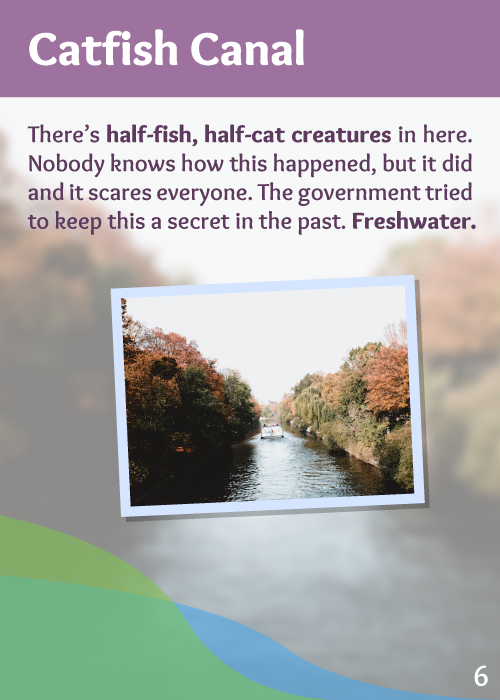 Catfish Canal
There's half-fish, half-cat creatures in here.
Nobody knows how this happened, but it did
and it scares everyone. The government tried
to keep this a secret in the past. Freshwater.
6